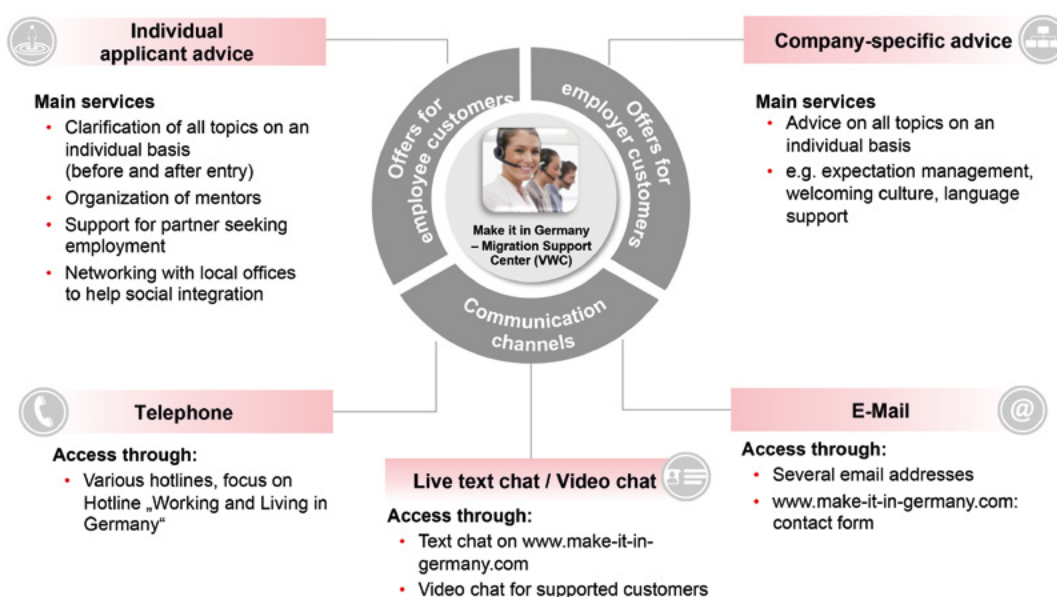 Individual
applicant advice
Main services
• Clarification of all topics on an
individual basis
(before and after entry)
• Organization of mentors
• Support for partner seeking
employment
• Networking with local offices
to help social integration
Offers for
employee customers
Offers for
employer customers
Communication
channels
Make it in Germany
– Migration Support
Center (VWC)
Company-specific advice
Main services
• Advice on all topics on an
individual basis
• e.g. expectation management,
welcoming culture, language
support
Telephone
Access through:
• Various hotlines, focus on
Hotline „Working and Living in
Germany“
Live text chat / Video chat
Access through:
• Text chat on www.make-it-in-
germany.com
• Video chat for supported customers
E-Mail
@
Access through:
• Several email addresses
• www.make-it-in-germany.com:
contact form